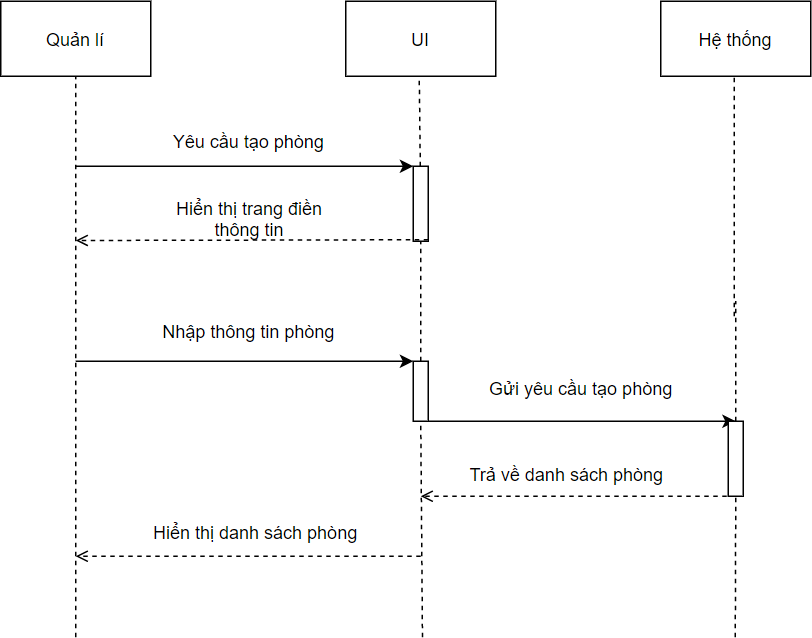 Quản lí
UI
Hệ thống
Yêu cầu tạo phòng
Hiển thị trang điền
thông tin
Nhập thông tin phòng
Gửi yêu cầu tạo phòng
Trả về danh sách phòng
Hiển thị danh sách phòng